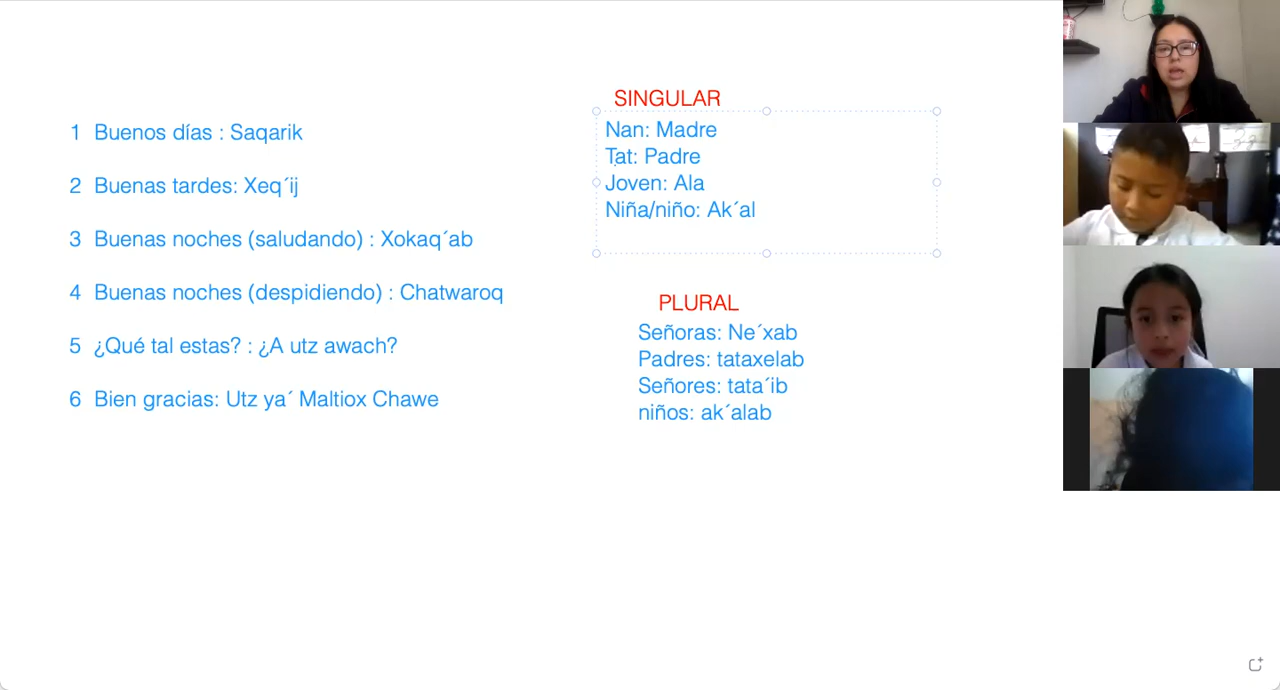 1 Buenos días : Saqarik
2 Buenas tardes: Xeq´ij
3 Buenas noches (saludando) : Xokaq´ab
4 Buenas noches (despidiendo) : Chatwaroq
5 ¿Qué tal estas? : ¿A utz awach?
6 Bien gracias: Utz ya´ Maltiox Chawe
SINGULAR
Nan: Madre
Tat: Padre
Joven: Ala
Niña/niño: Ak´al
PLURAL
Señoras: Ne´xab
Padres: tataxelab
Señores: tata´ib
niños: ak´alab